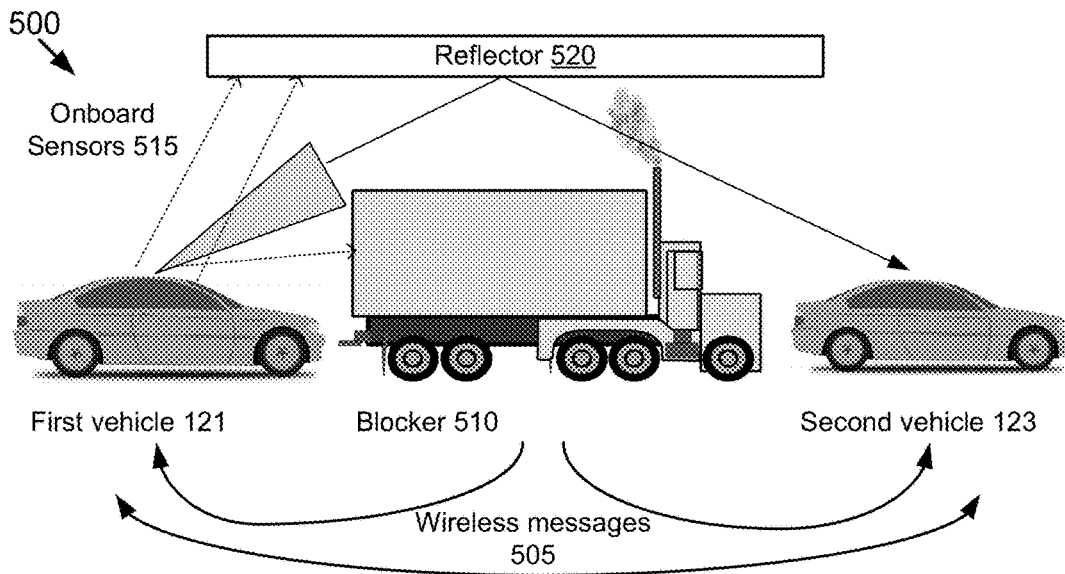 500
Reflector 520
Onboard
Sensors 515
First vehicle 121
Blocker 510
Second vehicle 123
Wireless messages
505